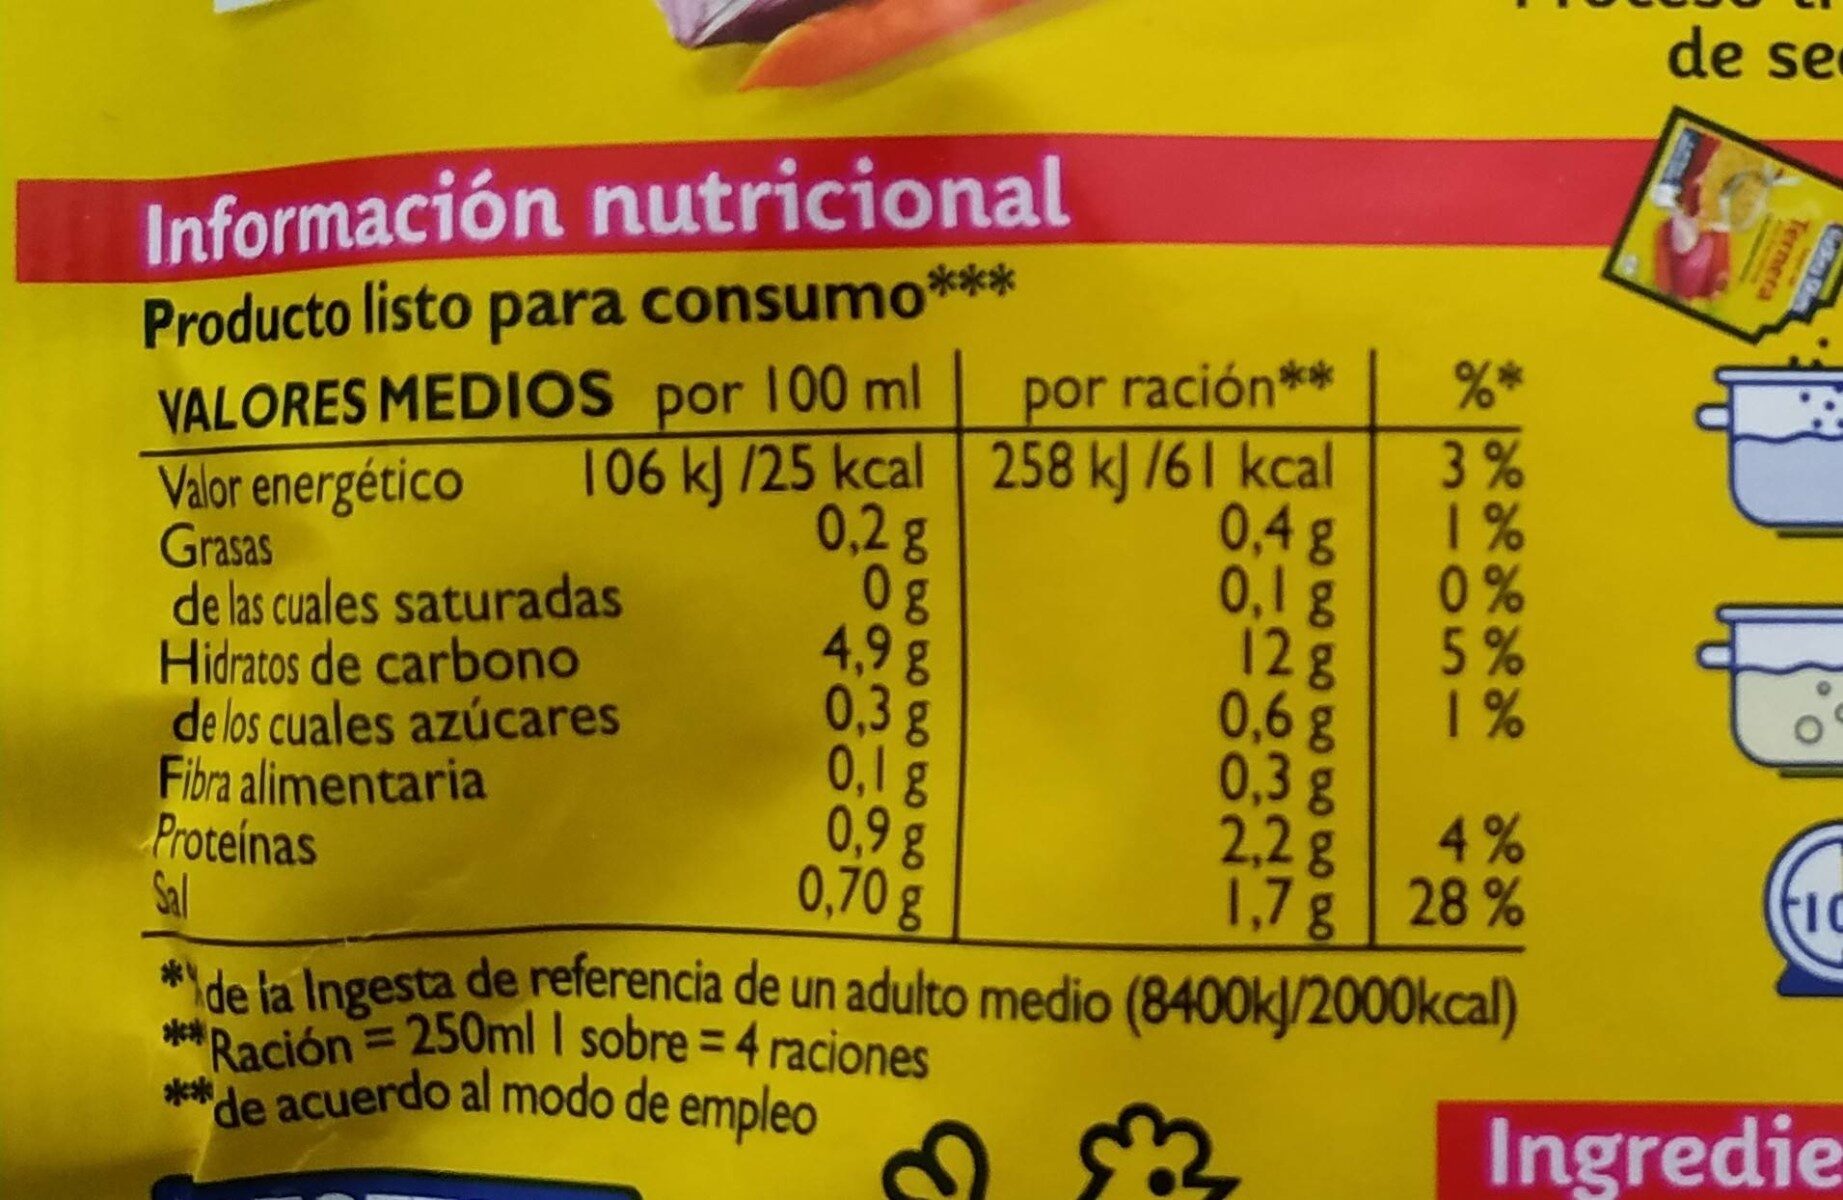 de se
Información nutricional
Producto listo para consumo***
VALORES MEDIOS por 100 ml por ración** %*
Valor energético 106 kJ /25 kcal 258 kJ /61 kcal 3 %
Grasas 0,2 g 0,4 g 1 %
de las cuales saturadas 0 g 0,1 g 0 %
Hidratos de carbono 4,9 g 12 g 5 %
de los cuales azúcares 0,3 g 0,6 g 1 %
Fibra alimentaria 0,1 g 0,3 g
Proteínas 0,9 g 2,2 g 4 %
Sal 0,70 g 1,7 g 28 %
* de la Ingesta de referencia de un adulto medio (8400kJ/2000kcal)
**Ración = 250ml 1 sobre = 4 raciones
**de acuerdo al modo de empleo
Ternera
10
Ingredie